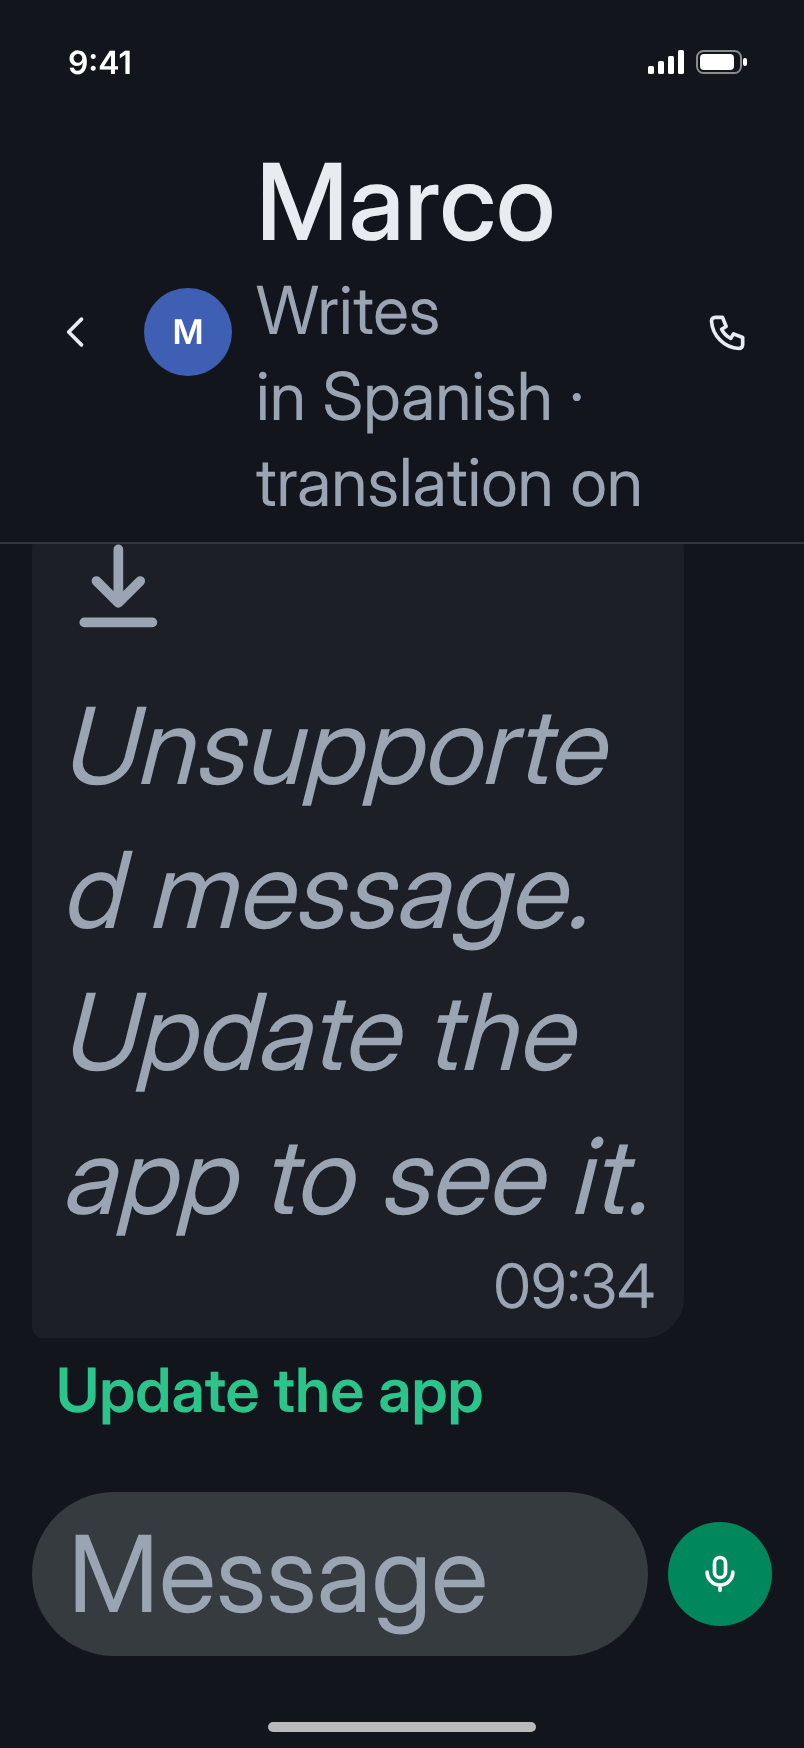 9:41
Marco
M
Writes
in Spanish ·
translation on
Unsupporte
d message.
Update the
app to see it.
09:34
Update the app
Message